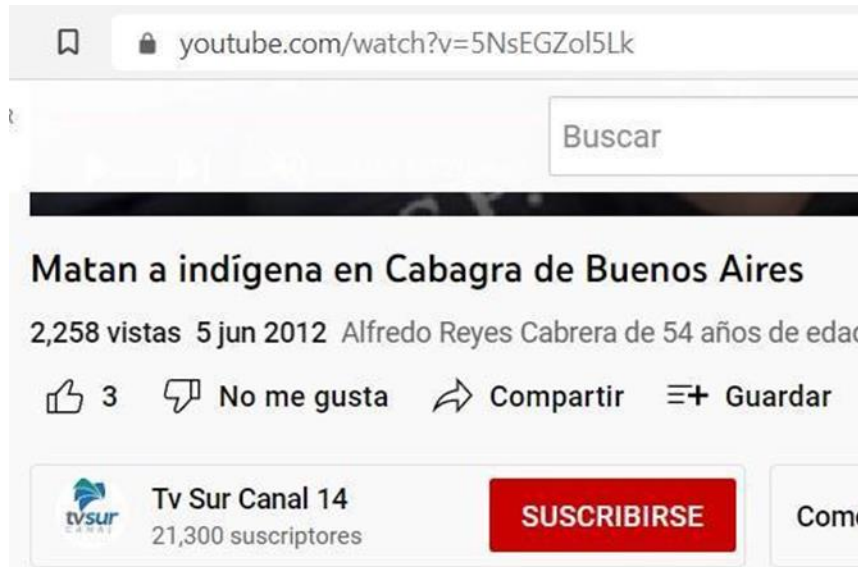 youtube.com/watch?v=5NsEGZol5Lk
Buscar
Matan a indígena en Cabagra de Buenos Aires
2,258 vistas 5 jun 2012 Alfredo Reyes Cabrera de 54 años de edad
3 No me gusta Compartir Guardar
tvsur
CANAL
Tv Sur Canal 14
21,300 suscriptores
SUSCRIBIRSE